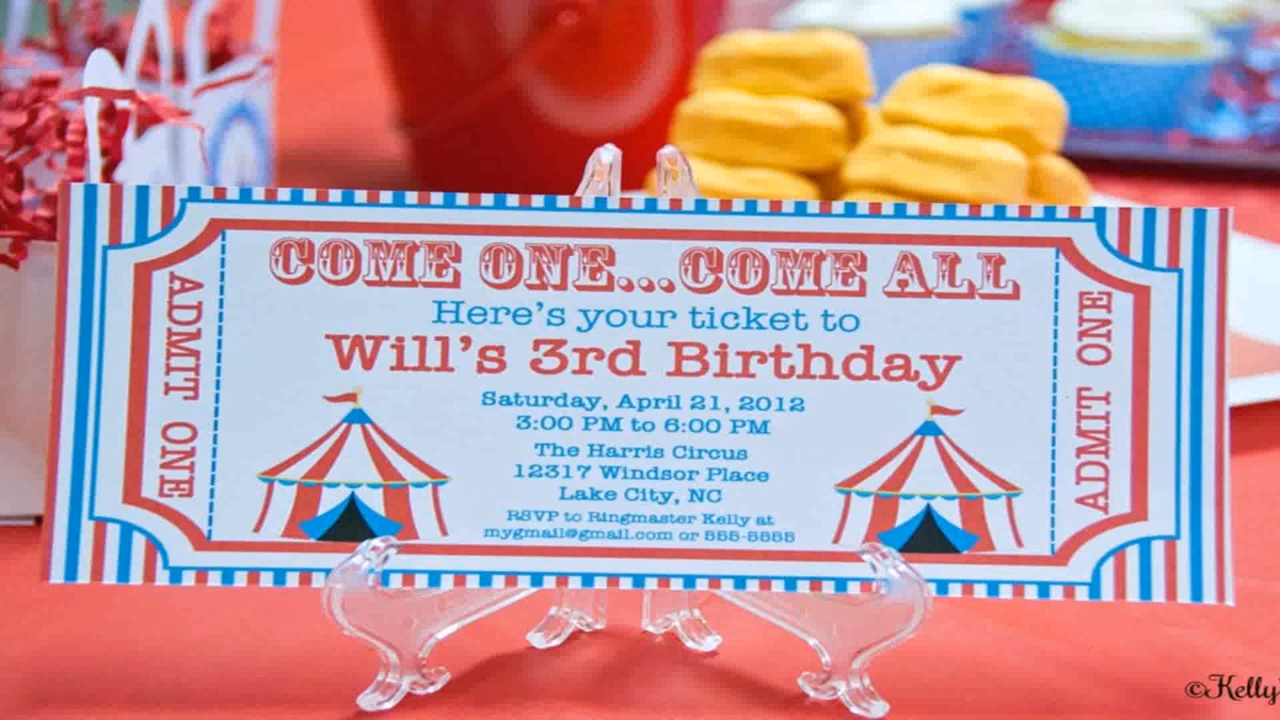 COME ONE...COME ALL
Here's your ticket to
Will's 3rd Birthday
Saturday, April 21, 2012
3:00 PM to 6:00 PM
The Harris Circus
12317 Windsor Place
Lake City, NC
RSVP to Ringmaster Kelly at
mygmail@gmail.com or 555-5555
ADMIT ONE
ADMIT ONE
©Kelly